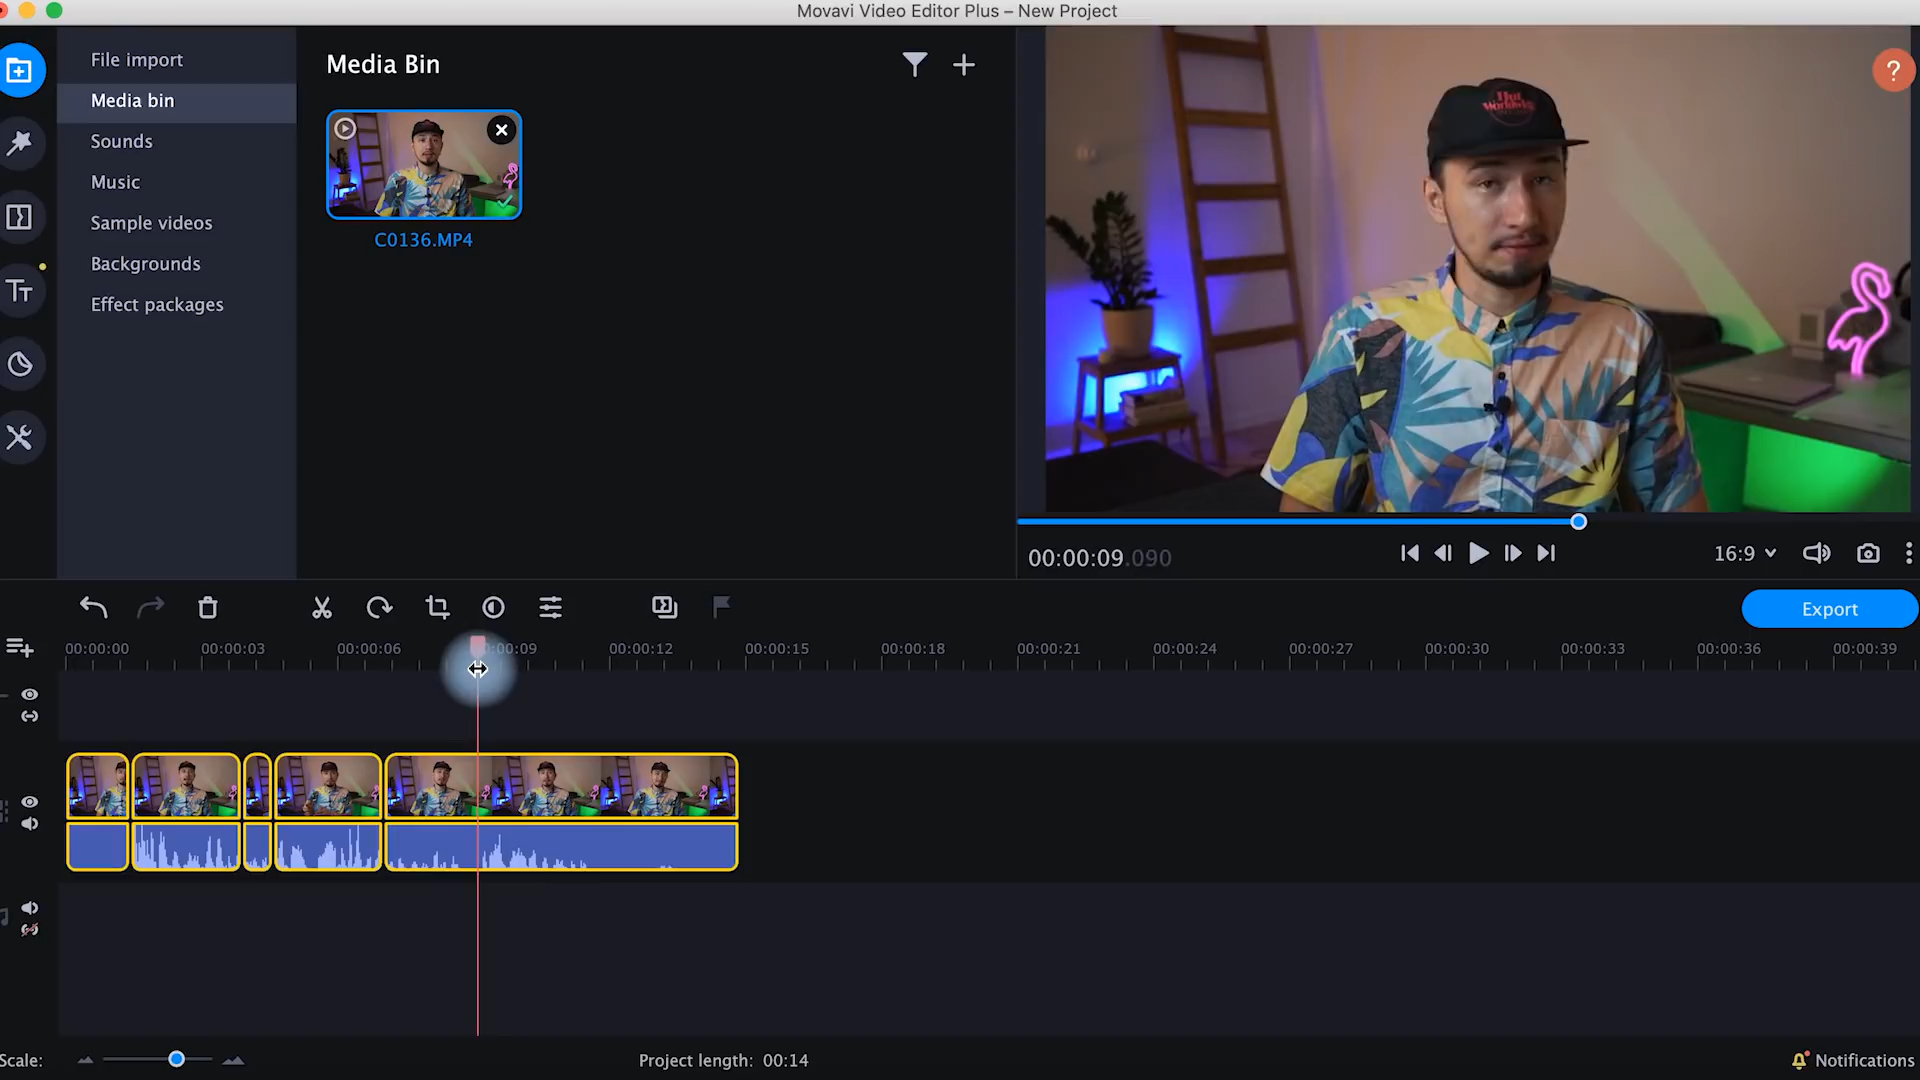 Movavi Video Editor Plus – New Project
File import
Media bin
Sounds
Music
Sample videos
Backgrounds
Effect packages
Media Bin
C0136.MP4
?
00:00:09.090
16:9
Export
00:00:00 00:00:03 00:00:06 00:00:09 00:00:12 00:00:15 00:00:18 00:00:21 00:00:24 00:00:27 00:00:30 00:00:33 00:00:36 00:00:39
Scale:
Project length: 00:14
Notifications